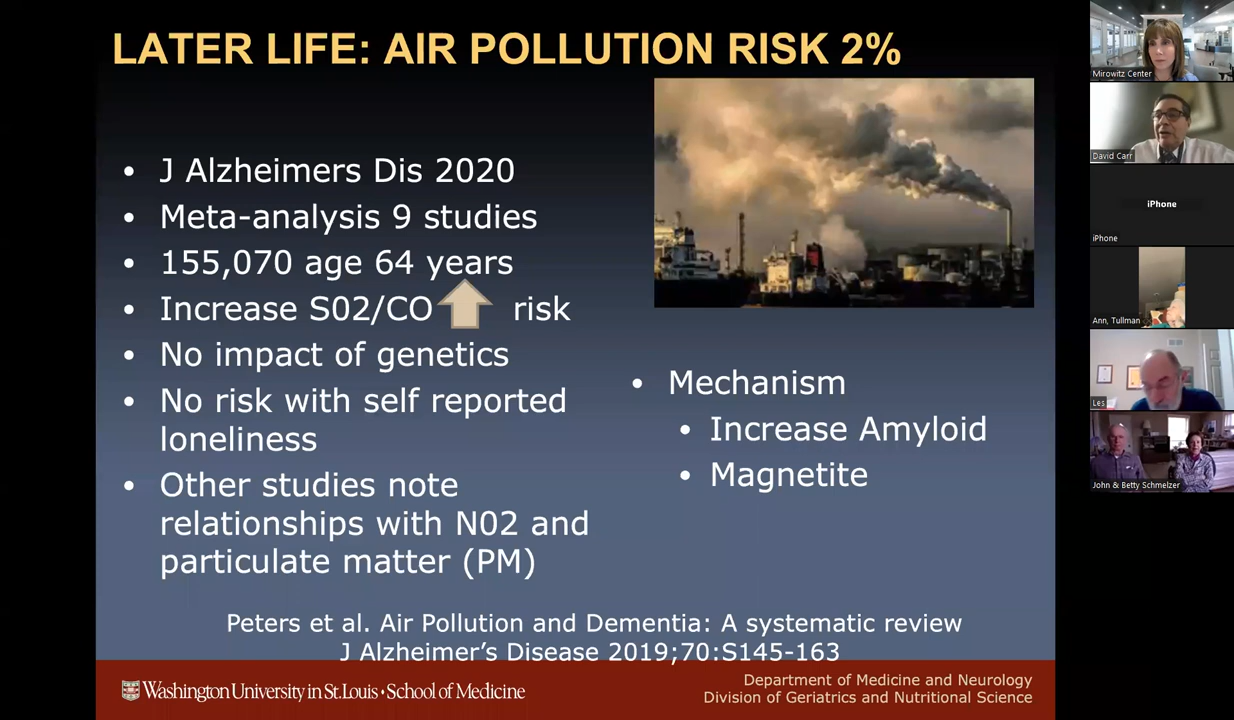 LATER LIFE: AIR POLLUTION RISK 2%
• J Alzheimers Dis 2020
• Meta-analysis 9 studies
• 155,070 age 64 years
• Increase S02/CO risk
• No impact of genetics
• No risk with self reported
loneliness
• Other studies note
relationships with N02 and
particulate matter (PM)
• Mechanism
• Increase Amyloid
• Magnetite
Peters et al. Air Pollution and Dementia: A systematic review
J Alzheimer's Disease 2019;70:S145-163
Washington University in St. Louis • School of Medicine
Department of Medicine and Neurology
Division of Geriatrics and Nutritional Science
Mirowitz Center
David Carr
iPhone
iPhone
Ann, Tullman
Les
John & Betty Schmelzer